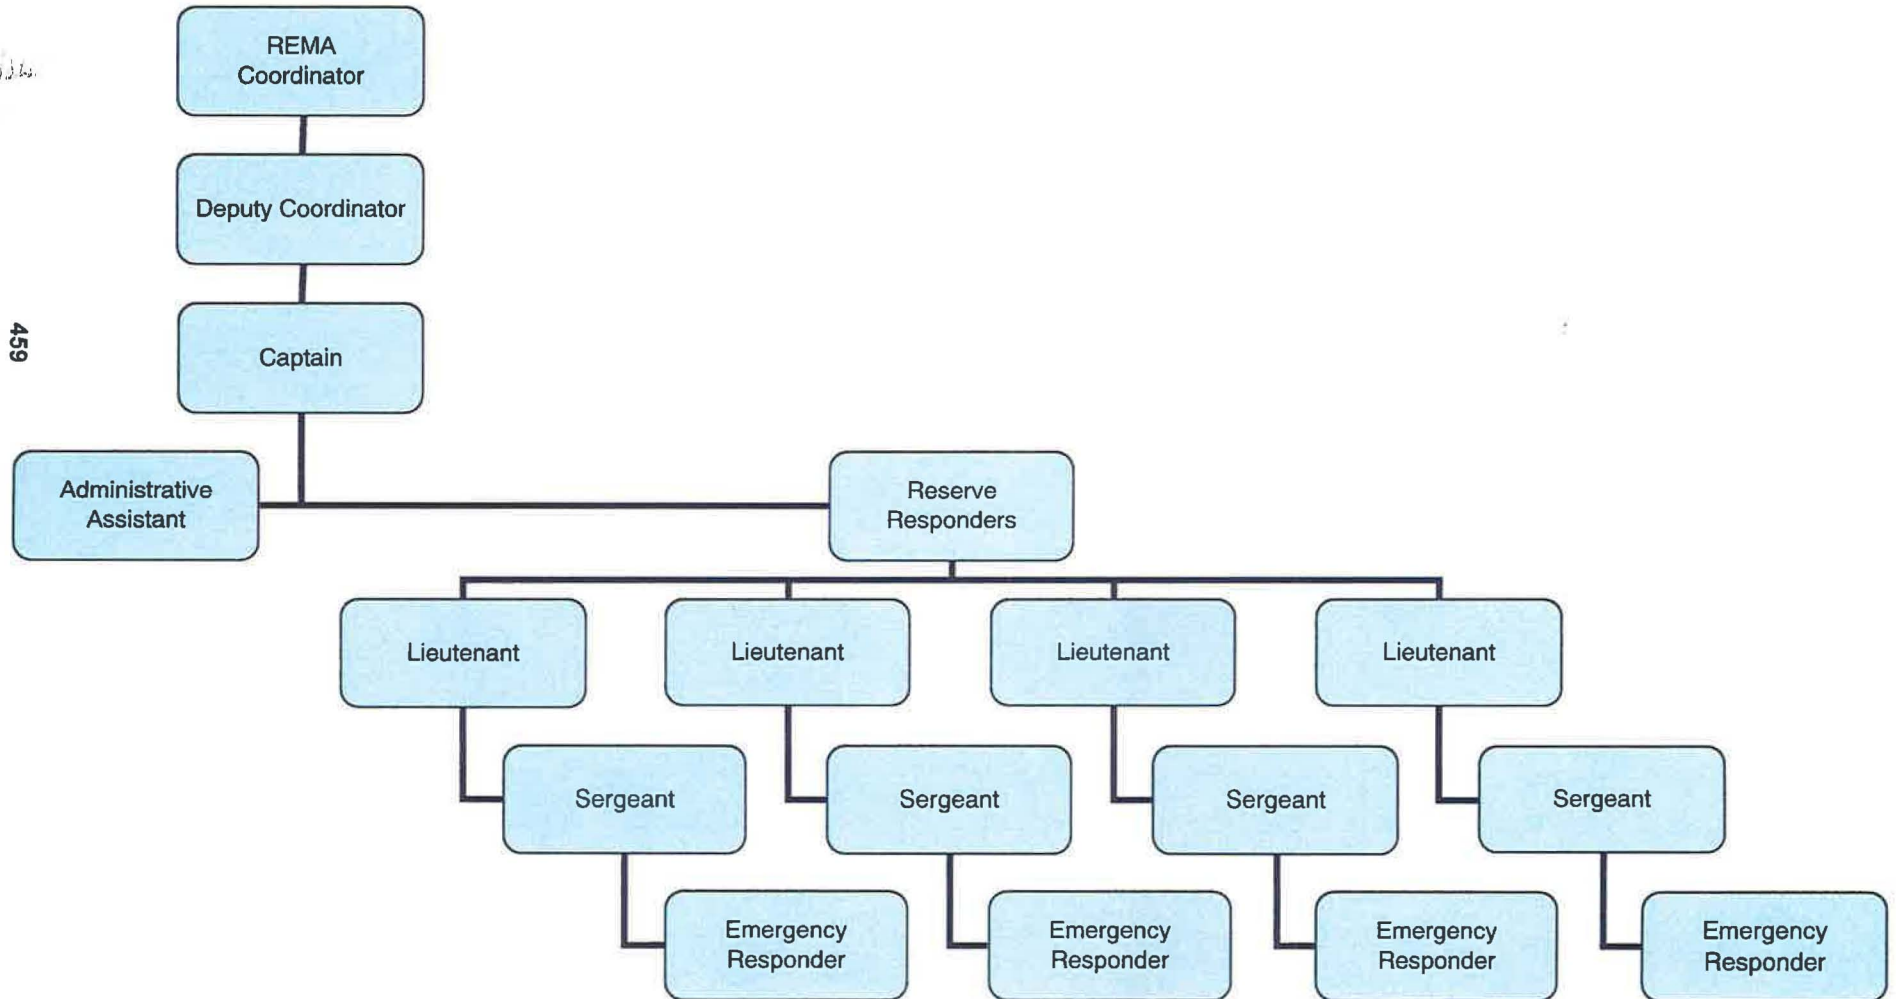 REMA
Coordinator
Deputy Coordinator
459
Captain
Administrative
Assistant
Reserve
Responders
Lieutenant
Lieutenant
Lieutenant
Lieutenant
Sergeant
Sergeant
Sergeant
Sergeant
Emergency
Responder
Emergency
Responder
Emergency
Responder
Emergency
Responder